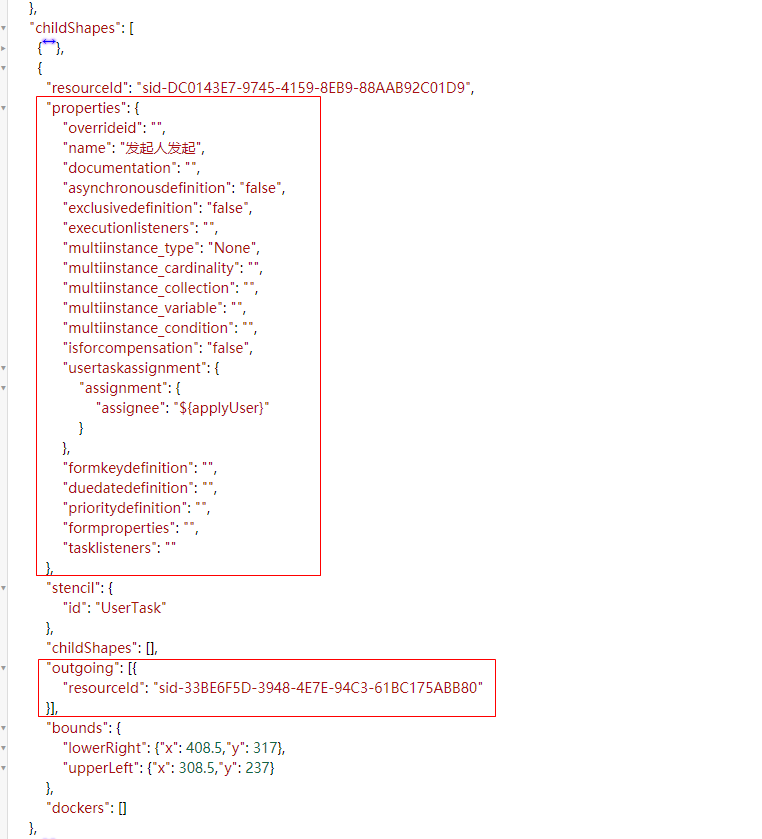 },
"childShapes": [
{↔},
{
"resourceId": "sid-DC0143E7-9745-4159-8EB9-88AAB92C01D9",
"properties": {
"overrideid": "",
"name": "发起人发起",
"documentation": "",
"asynchronousdefinition": "false",
"exclusivedefinition": "false",
"executionlisteners": "",
"multiinstance_type": "None",
"multiinstance_cardinality": "",
"multiinstance_collection": "",
"multiinstance_variable": "",
"multiinstance_condition": "",
"isforcompensation": "false",
"usertaskassignment": {
"assignment": {
"assignee": "${applyUser}"
}
},
"formkeydefinition": "",
"duedatedefinition": "",
"prioritydefinition": "",
"formproperties": "",
"tasklisteners": ""
},
"stencil": {
"id": "UserTask"
},
"childShapes": [],
"outgoing": [{
"resourceId": "sid-33BE6F5D-3948-4E7E-94C3-61BC175ABB80"
}],
"bounds": {
"lowerRight": {"x": 408.5,"y": 317},
"upperLeft": {"x": 308.5,"y": 237}
},
"dockers": []
},